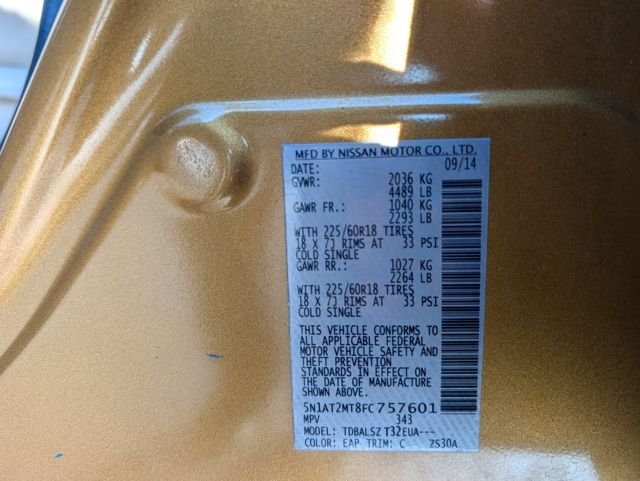 MFD BY NISSAN MOTOR CO., LTD.
DATE: 09/14
GVWR: 2036 KG
4489 LB
GAWR FR.: 1040 KG
2293 LB
WITH 225/60R18 TIRES
18 X 7J RIMS AT 33 PSI
COLD SINGLE
GAWR RR.: 1027 KG
2264 LB
WITH 225/60R18 TIRES
18 X 7J RIMS AT 33 PSI
COLD SINGLE
THIS VEHICLE CONFORMS TO
ALL APPLICABLE FEDERAL
MOTOR VEHICLE SAFETY AND
THEFT PREVENTION
STANDARDS IN EFFECT ON
THE DATE OF MANUFACTURE
SHOWN ABOVE.
5N1AT2MT8FC757601
MPV 343
MODEL: TDBALSZ T32EUA---
COLOR: EAP TRIM: C ZS30A